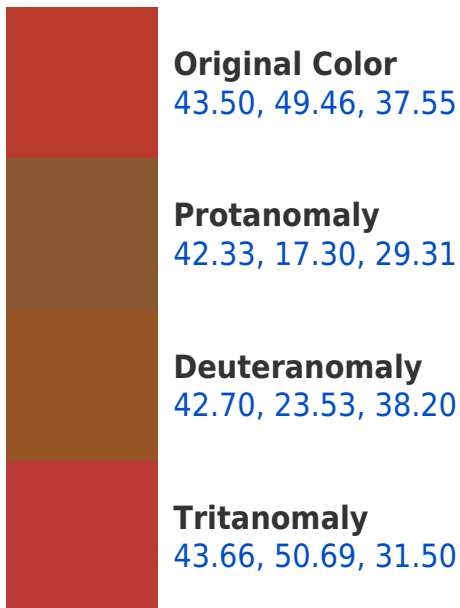 Original Color
43.50, 49.46, 37.55
Protanomaly
42.33, 17.30, 29.31
Deuteranomaly
42.70, 23.53, 38.20
Tritanomaly
43.66, 50.69, 31.50